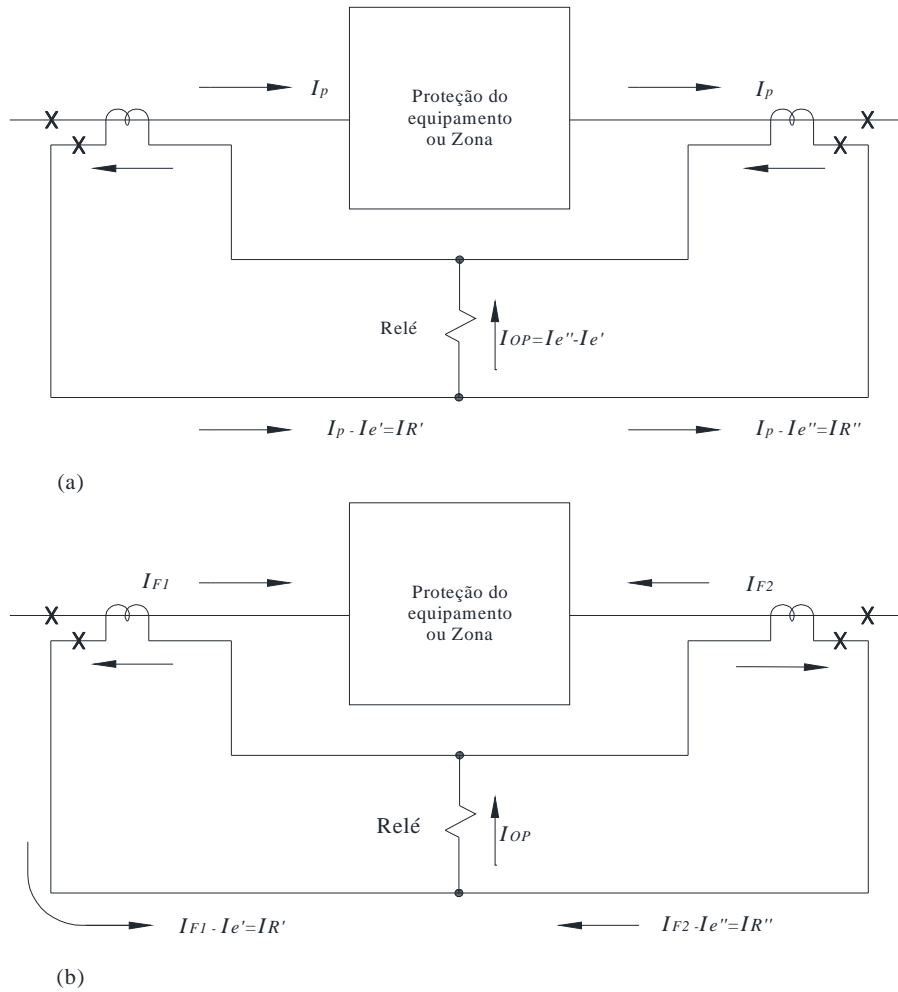 Ip
Ip
Proteção do
equipamento
ou Zona
Relé
IOP=Ie''-Ie'
Ip - Ie'=IR'
Ip - Ie''=IR''
(a)
IF1
IF2
Proteção do
equipamento
ou Zona
Relé
IOP
IF1 - Ie'=IR'
IF2 -Ie''=IR''
(b)